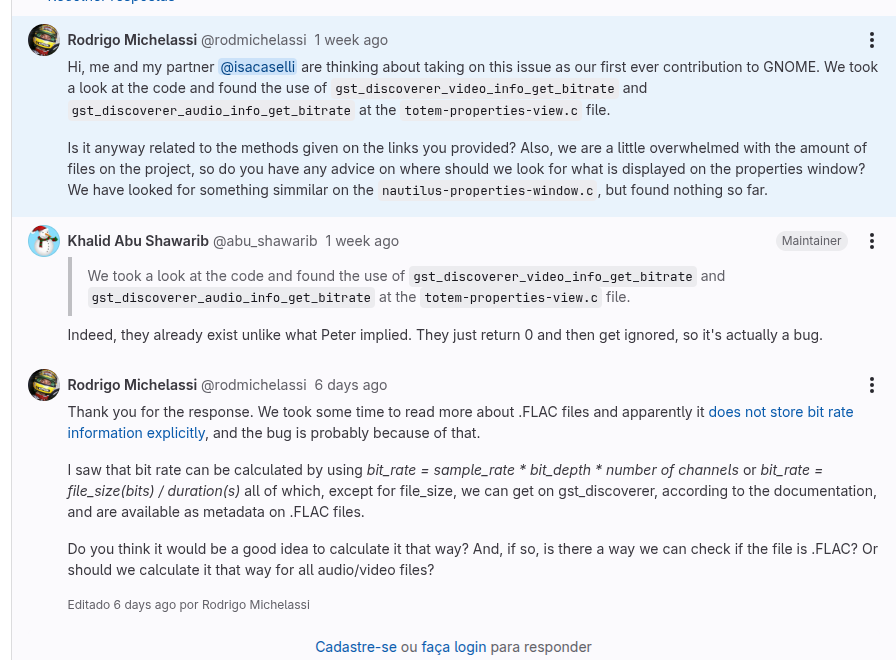 Rodrigo Michelassi @rodmichelassi 1 week ago
Hi, me and my partner @isacaselli are thinking about taking on this issue as our first ever contribution to GNOME. We took
a look at the code and found the use of gst_discoverer_video_info_get_bitrate and
gst_discoverer_audio_info_get_bitrate at the totem-properties-view.c file.
Is it anyway related to the methods given on the links you provided? Also, we are a little overwhelmed with the amount of
files on the project, so do you have any advice on where should we look for what is displayed on the properties window?
We have looked for something simmilar on the nautilus-properties-window.c, but found nothing so far.
Khalid Abu Shawarib @abu_shawarib 1 week ago Maintainer
We took a look at the code and found the use of gst_discoverer_video_info_get_bitrate and
gst_discoverer_audio_info_get_bitrate at the totem-properties-view.c file.
Indeed, they already exist unlike what Peter implied. They just return 0 and then get ignored, so it's actually a bug.
Rodrigo Michelassi @rodmichelassi 6 days ago
Thank you for the response. We took some time to read more about .FLAC files and apparently it does not store bit rate
information explicitly, and the bug is probably because of that.
I saw that bit rate can be calculated by using bit_rate = sample_rate * bit_depth * number of channels or bit_rate =
file_size(bits) / duration(s) all of which, except for file_size, we can get on gst_discoverer, according to the documentation,
and are available as metadata on .FLAC files.
Do you think it would be a good idea to calculate it that way? And, if so, is there a way we can check if the file is .FLAC? Or
should we calculate it that way for all audio/video files?
Editado 6 days ago por Rodrigo Michelassi
Cadastre-se ou faça login para responder